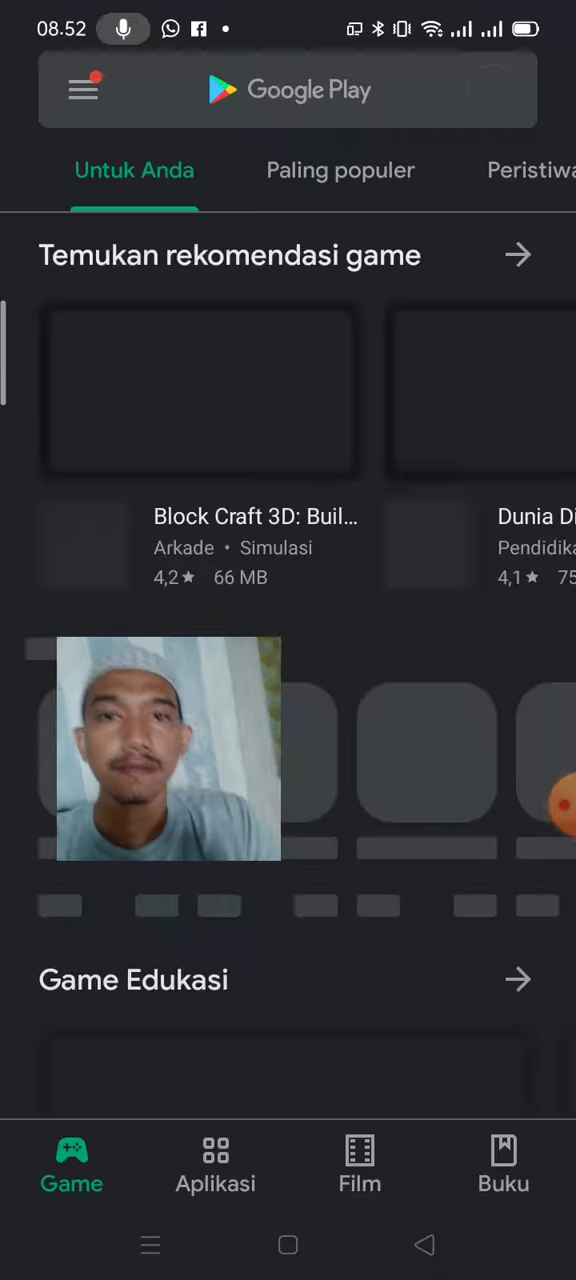 08.52
Google Play
Untuk Anda
Paling populer
Peristiwa
Temukan rekomendasi game
Block Craft 3D: Buil...
Arkade • Simulasi
4,2★ 66 MB
Dunia Di
Pendidika
4,1★ 75
Game Edukasi
Game
Aplikasi
Film
Buku